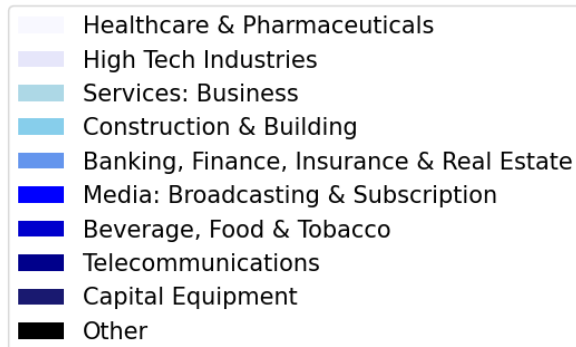 Healthcare & Pharmaceuticals
High Tech Industries
Services: Business
Construction & Building
Banking, Finance, Insurance & Real Estate
Media: Broadcasting & Subscription
Beverage, Food & Tobacco
Telecommunications
Capital Equipment
Other